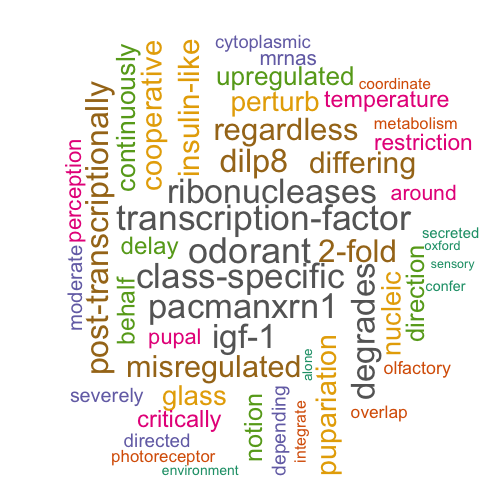 cytoplasmic
mrnas
upregulated
coordinate
perturb
temperature
metabolism
regardless
restriction
dilp8
differing
ribonucleases
around
transcription-factor
secreted
delay
odorant
2-fold
oxford
sensory
class-specific
confer
pacmanxrn1
pupal
igf-1
misregulated
olfactory
severely
glass
critically
overlap
directed
photoreceptor
environment
perception
moderate
post-transcriptionally
continuously
behalf
cooperative
insulin-like
notion
depending
integrate
alone
pupariation
degrades
nucleic
direction